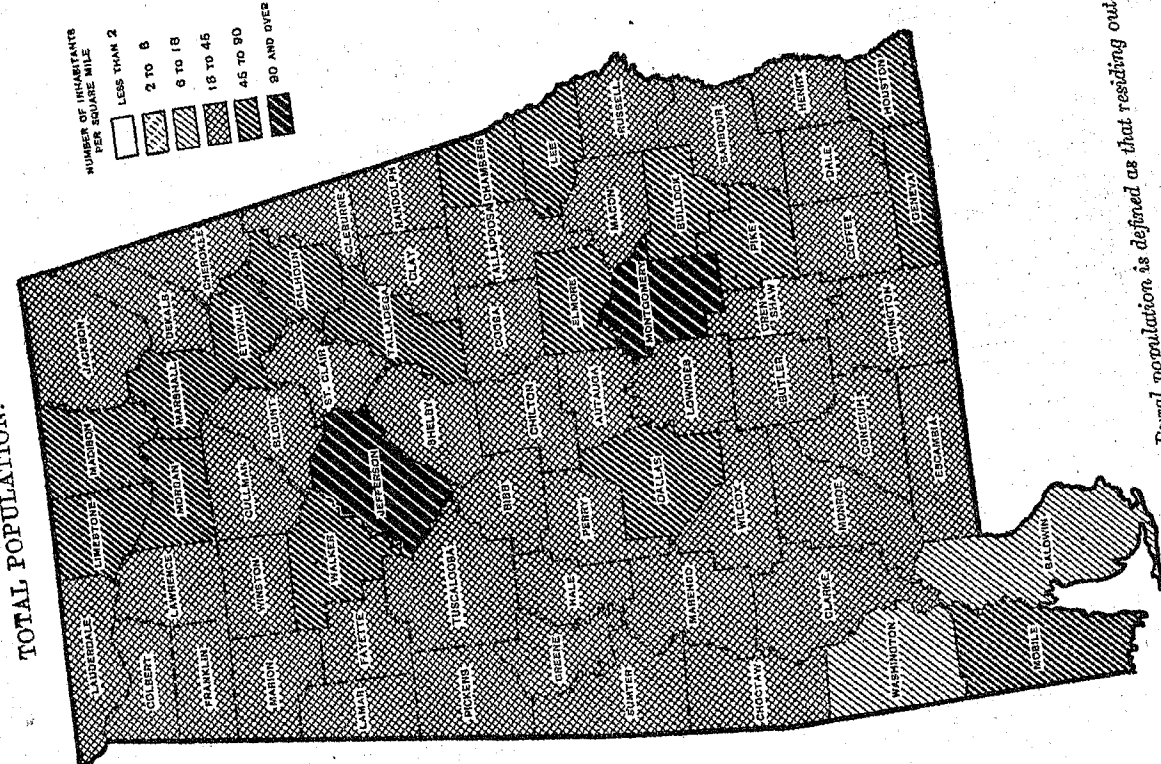 TOTAL POPULATION.
NUMBER OF INHABITANTS
PER SQUARE MILE
LESS THAN 2
2 TO 6
6 TO 18
18 TO 45
45 TO 90
90 AND OVER
LAUDERDALE
LIMESTONE
MADISON
JACKSON
COLBERT
LAWRENCE
MORGAN
MARSHALL
DEKALB
FRANKLIN
CHEROKEE
MARION
WINSTON
CULLMAN
BLOUNT
ETOWAH
CALHOUN
CLEBURNE
LAMAR
FAYETTE
WALKER
JEFFERSON
ST. CLAIR
TALLADEGA
CLAY
RANDOLPH
PICKENS
TUSCALOOSA
BIBB
SHELBY
COOSA
TALLAPOOSA
CHAMBERS
GREENE
HALE
PERRY
CHILTON
AUTAUGA
ELMORE
LEE
SUMTER
MARENGO
DALLAS
LOWNDES
MONTGOMERY
MACON
RUSSELL
BULLOCK
CHOCTAW
CLARKE
WILCOX
BUTLER
CREN-
SHAW
PIKE
BARBOUR
WASHINGTON
MONROE
CONECUH
COVINGTON
COFFEE
DALE
HENRY
MOBILE
BALDWIN
ESCAMBIA
GENEVA
HOUSTON
Rural population is defined as that residing out